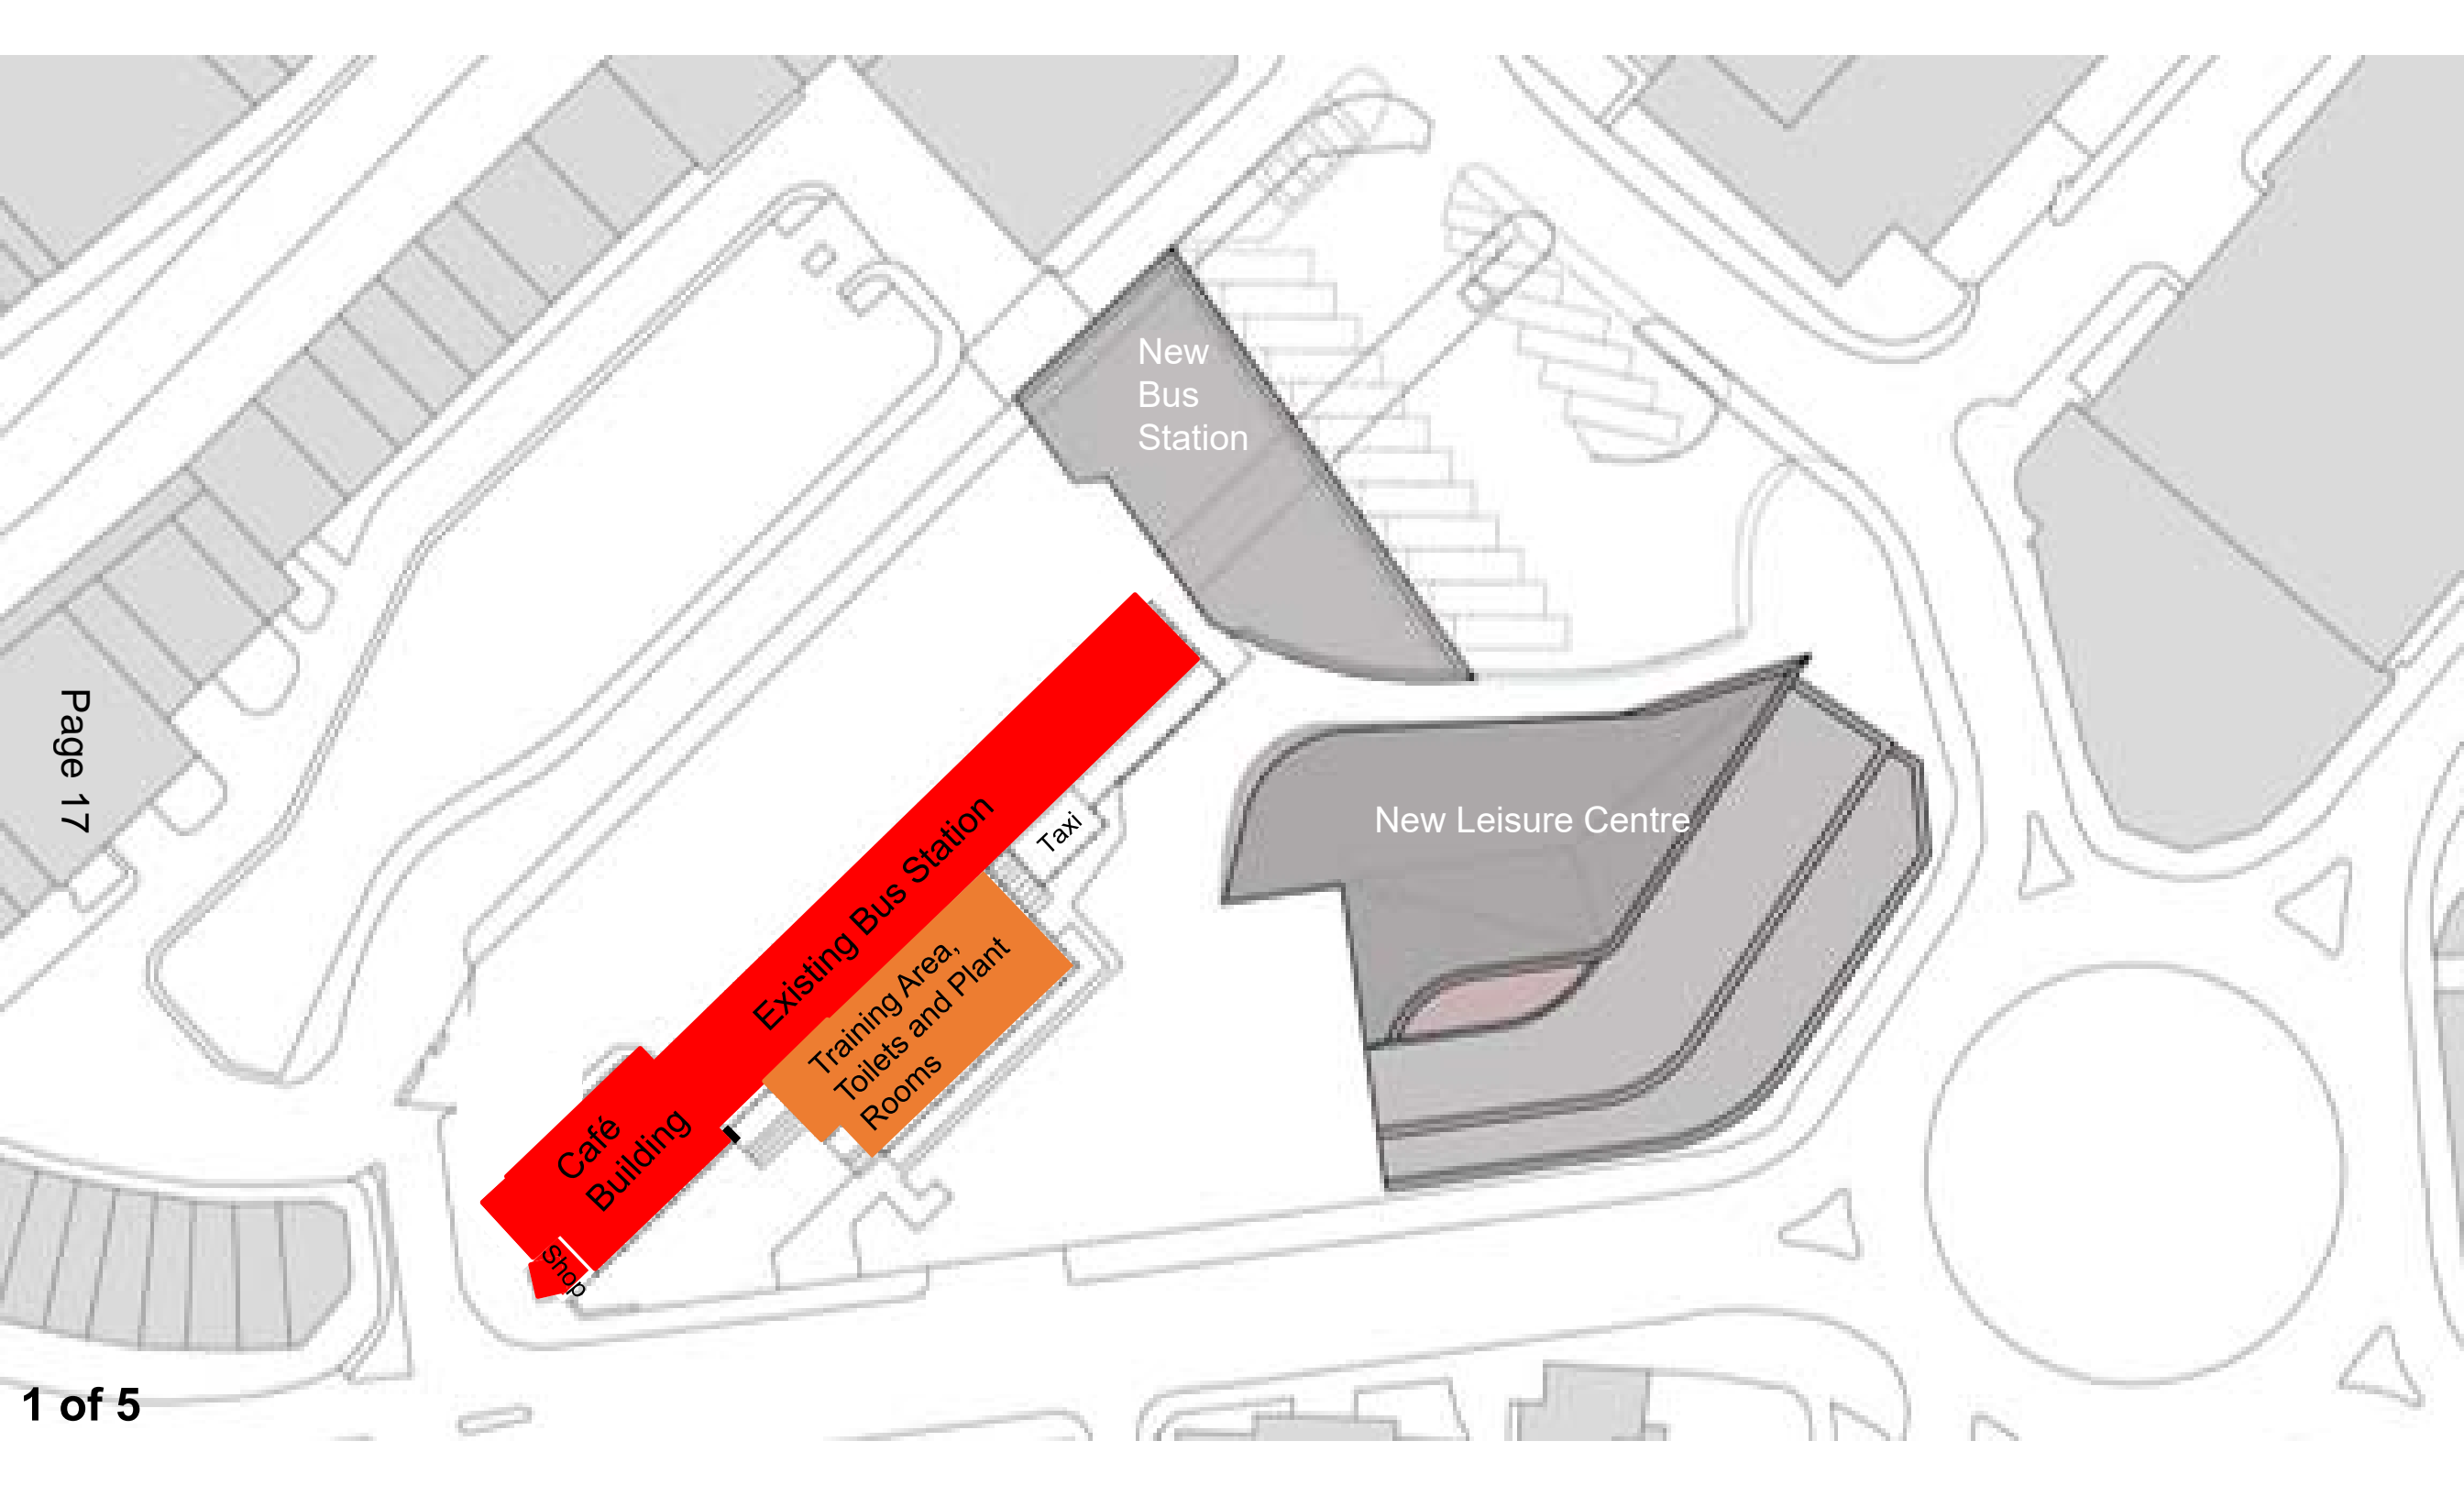 New
Bus
Station
New Leisure Centre
Taxi
Existing Bus Station
Training Area,
Toilets and Plant
Rooms
Café
Building
Shop
Page 17
1 of 5